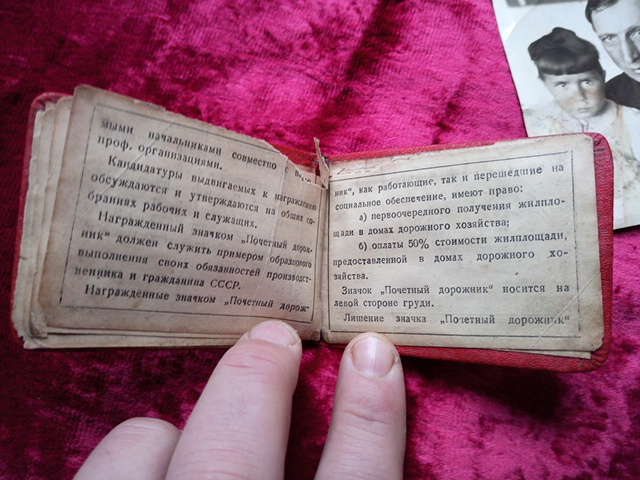 ными начальниками совместно с
проф. организациями.
Кандидатуры выдвигаемых к награждению
обсуждаются и утверждаются на общих со-
браниях рабочих и служащих.
Награжденный значком „Почетный дорож-
ник“ должен служить примером образцового
выполнения своих обязанностей производст-
венника и гражданина СССР.
Награжденные значком „Почетный дорож-
ник“, как работающие, так и перешедшие на
социальное обеспечение, имеют право:
а) первоочередного получения жилпло-
щади в домах дорожного хозяйства;
б) оплаты 50% стоимости жилплощади,
предоставленной в домах дорожного хо-
зяйства.
Значок „Почетный дорожник“ носится на
левой стороне груди.
Лишение значка „Почетный дорожник“